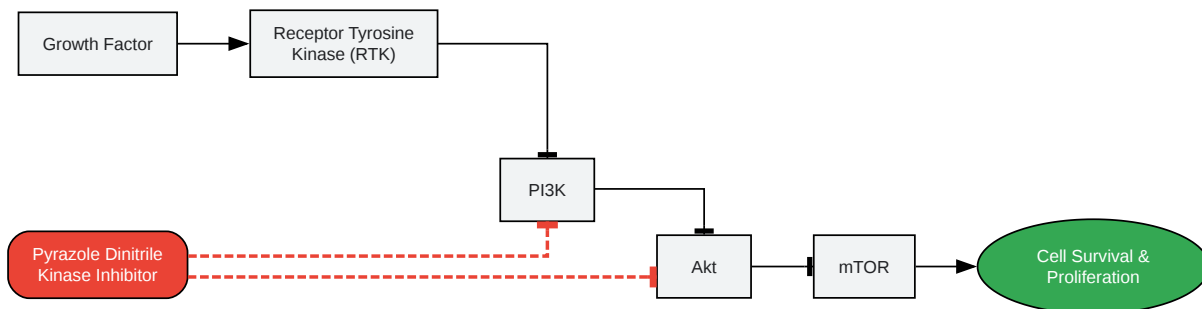 Growth Factor
Receptor Tyrosine
Kinase (RTK)
PI3K
Pyrazole Dinitrile
Kinase Inhibitor
Akt
mTOR
Cell Survival &
Proliferation